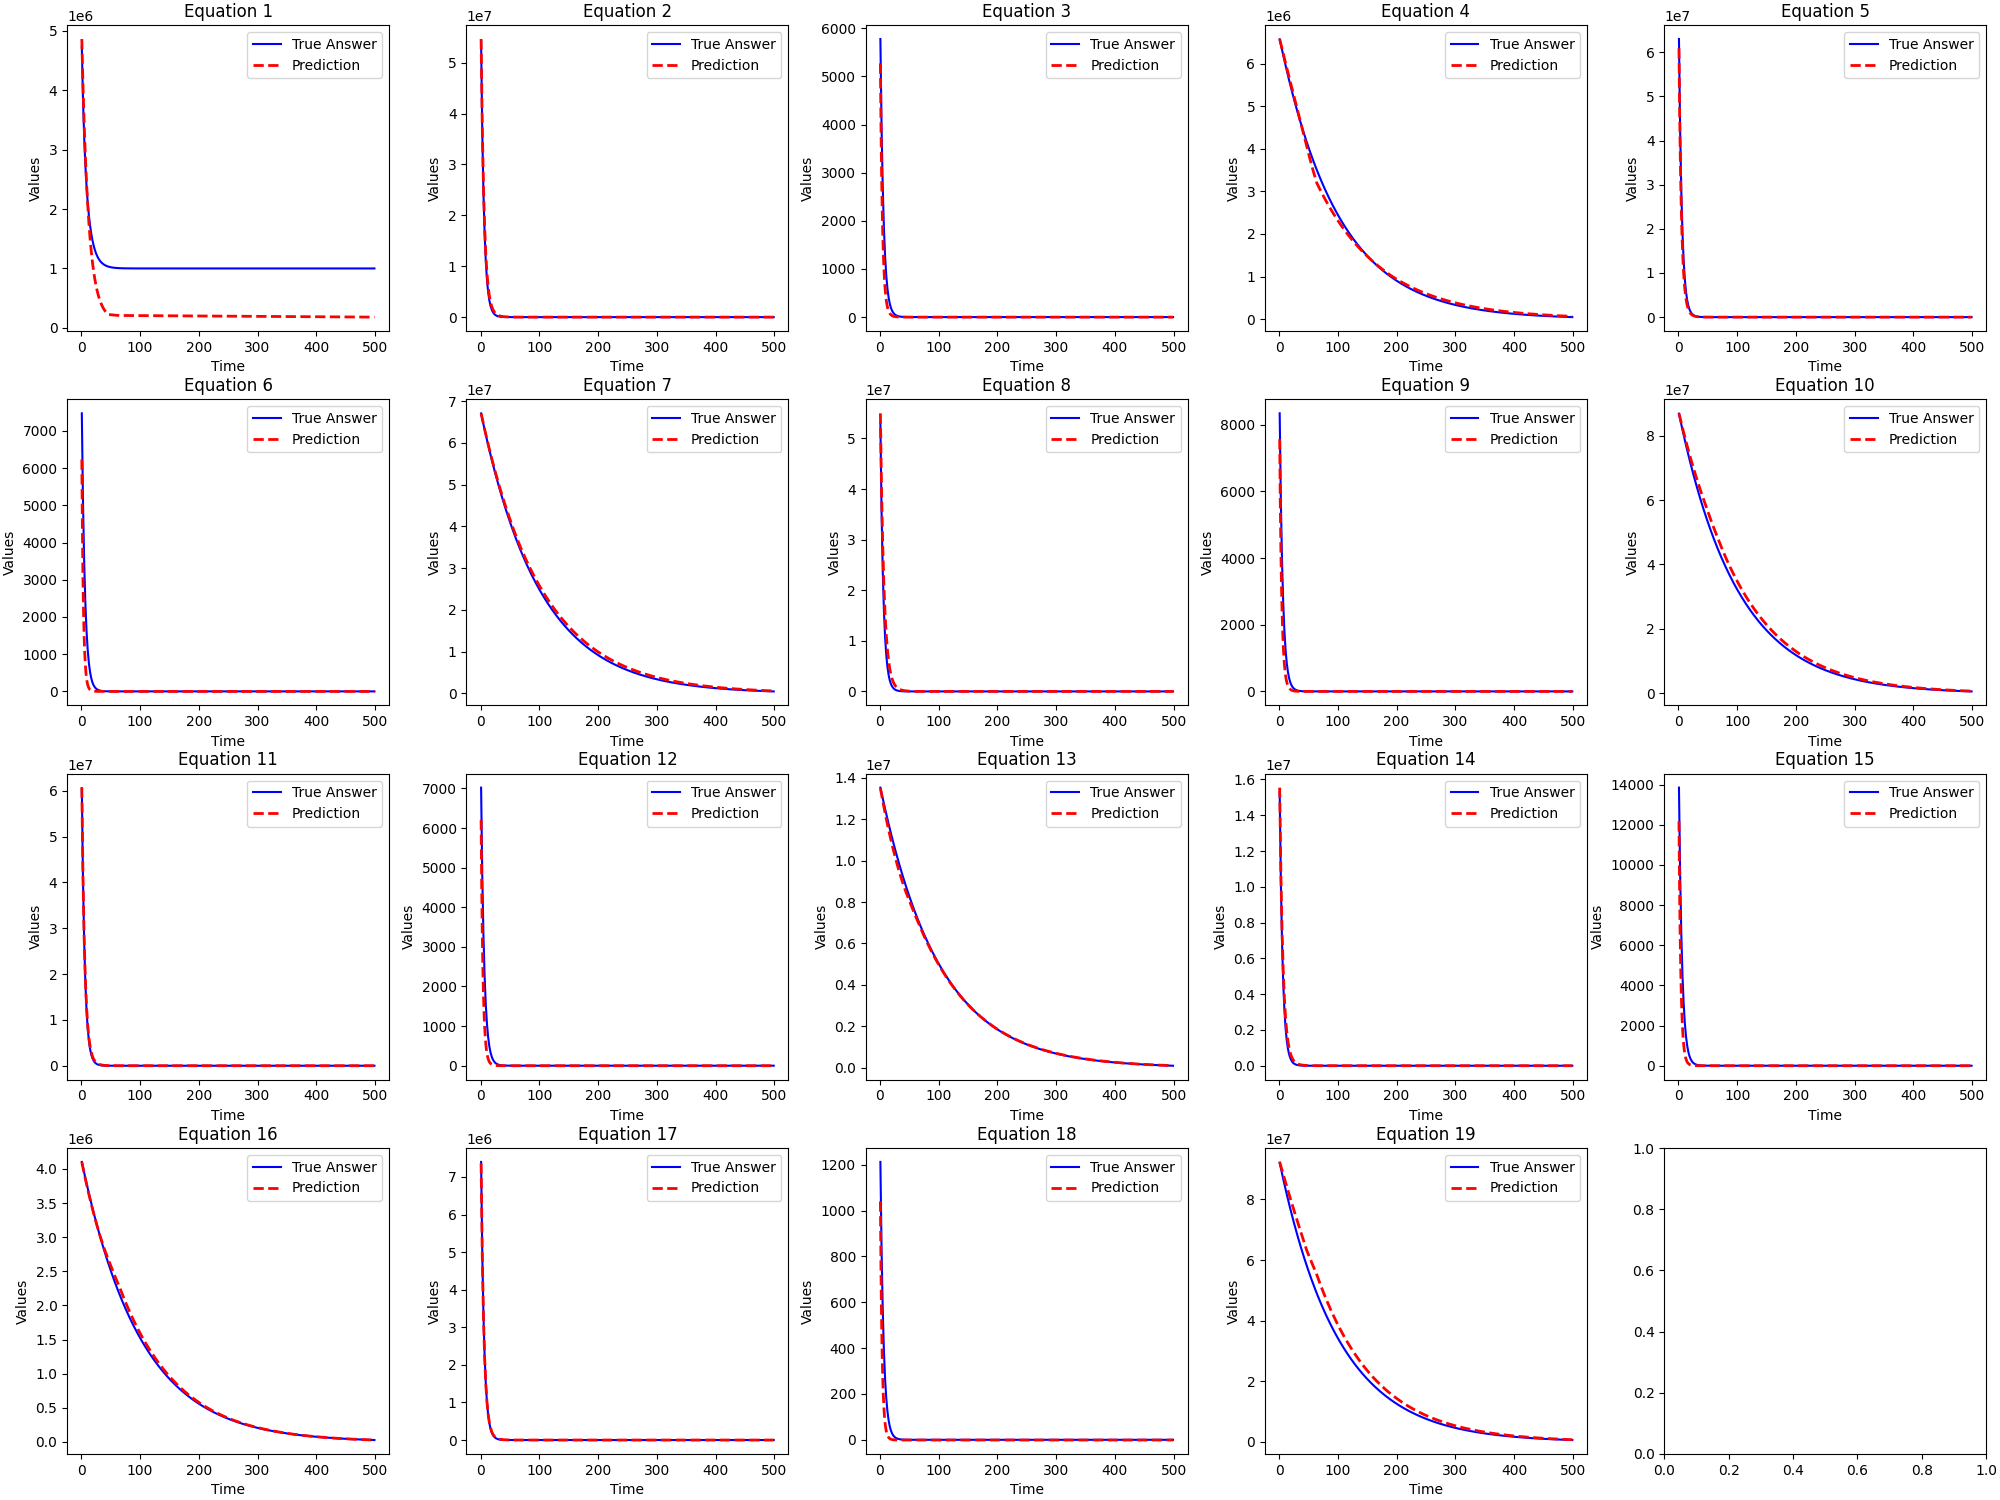 Equation 1
1e6
5
4
3
2
1
0
Values
0 100 200 300 400 500
Time
True Answer
Prediction
Equation 2
1e7
5
4
3
2
1
0
Values
0 100 200 300 400 500
Time
True Answer
Prediction
Equation 3
6000
5000
4000
3000
2000
1000
0
Values
0 100 200 300 400 500
Time
True Answer
Prediction
Equation 4
1e6
6
5
4
3
2
1
0
Values
0 100 200 300 400 500
Time
True Answer
Prediction
Equation 5
1e7
6
5
4
3
2
1
0
Values
0 100 200 300 400 500
Time
True Answer
Prediction
Equation 6
7000
6000
5000
4000
3000
2000
1000
0
Values
0 100 200 300 400 500
Time
True Answer
Prediction
Equation 7
1e7
7
6
5
4
3
2
1
0
Values
0 100 200 300 400 500
Time
True Answer
Prediction
Equation 8
1e7
5
4
3
2
1
0
Values
0 100 200 300 400 500
Time
True Answer
Prediction
Equation 9
8000
6000
4000
2000
0
Values
0 100 200 300 400 500
Time
True Answer
Prediction
Equation 10
1e7
8
6
4
2
0
Values
0 100 200 300 400 500
Time
True Answer
Prediction
Equation 11
1e7
6
5
4
3
2
1
0
Values
0 100 200 300 400 500
Time
True Answer
Prediction
Equation 12
7000
6000
5000
4000
3000
2000
1000
0
Values
0 100 200 300 400 500
Time
True Answer
Prediction
Equation 13
1e7
1.4
1.2
1.0
0.8
0.6
0.4
0.2
0.0
Values
0 100 200 300 400 500
Time
True Answer
Prediction
Equation 14
1e7
1.6
1.4
1.2
1.0
0.8
0.6
0.4
0.2
0.0
Values
0 100 200 300 400 500
Time
True Answer
Prediction
Equation 15
14000
12000
10000
8000
6000
4000
2000
0
Values
0 100 200 300 400 500
Time
True Answer
Prediction
Equation 16
1e6
4.0
3.5
3.0
2.5
2.0
1.5
1.0
0.5
0.0
Values
0 100 200 300 400 500
Time
True Answer
Prediction
Equation 17
1e6
7
6
5
4
3
2
1
0
Values
0 100 200 300 400 500
Time
True Answer
Prediction
Equation 18
1200
1000
800
600
400
200
0
Values
0 100 200 300 400 500
Time
True Answer
Prediction
Equation 19
1e7
8
6
4
2
0
Values
0 100 200 300 400 500
Time
True Answer
Prediction
1.0
0.8
0.6
0.4
0.2
0.0
0.0 0.2 0.4 0.6 0.8 1.0